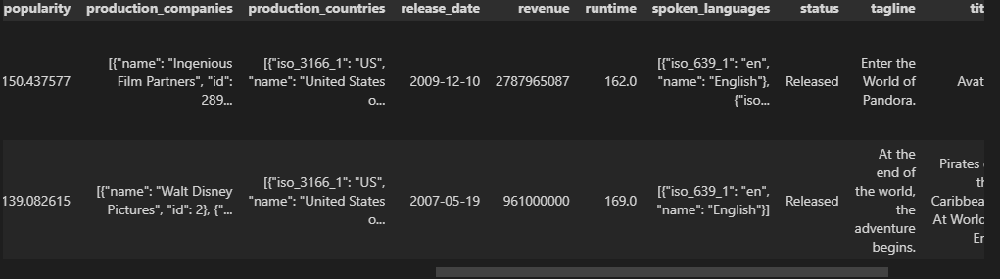 popularity production_companies production_countries release_date revenue runtime spoken_languages status tagline tit
150.437577 [{"name": "Ingenious Film Partners", "id": 289... [{"iso_3166_1": "US", "name": "United States o... 2009-12-10 2787965087 162.0 [{"iso_639_1": "en", "name": "English"}, {"iso... Released Enter the World of Pandora. Avat
139.082615 [{"name": "Walt Disney Pictures", "id": 2}, {"... [{"iso_3166_1": "US", "name": "United States o... 2007-05-19 961000000 169.0 [{"iso_639_1": "en", "name": "English"}] Released At the end of the world, the adventure begins. Pirates th Caribbea At World En